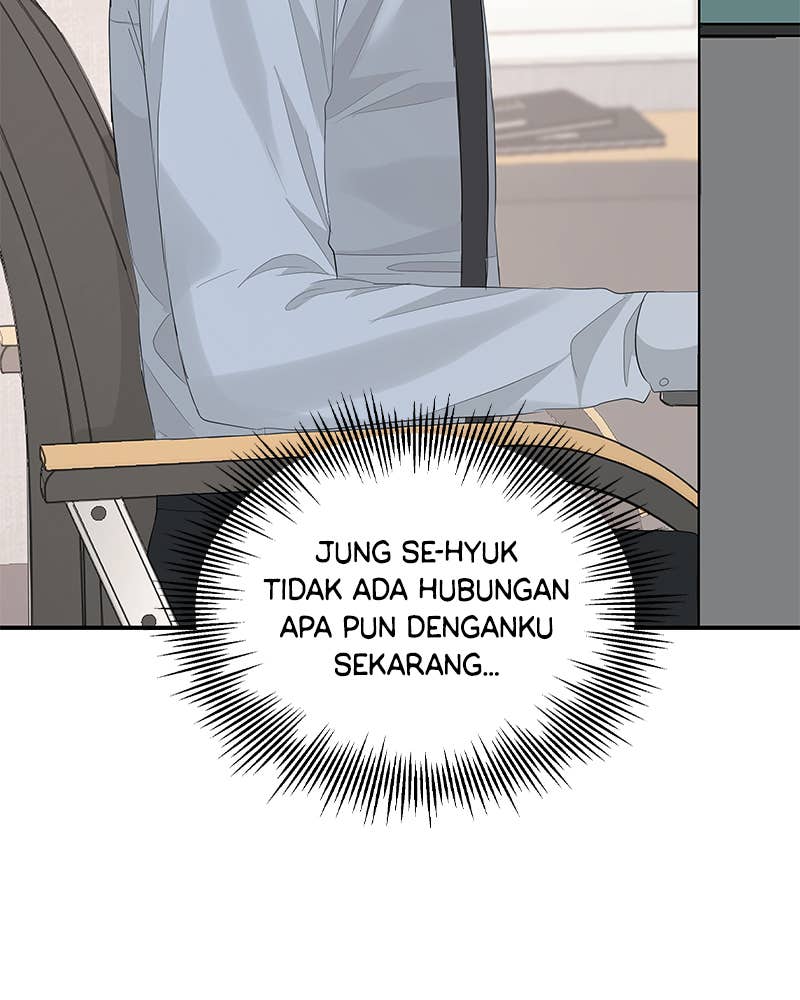 JUNG SE-HYUK
TIDAK ADA HUBUNGAN
APA PUN DENGANKU
SEKARANG...